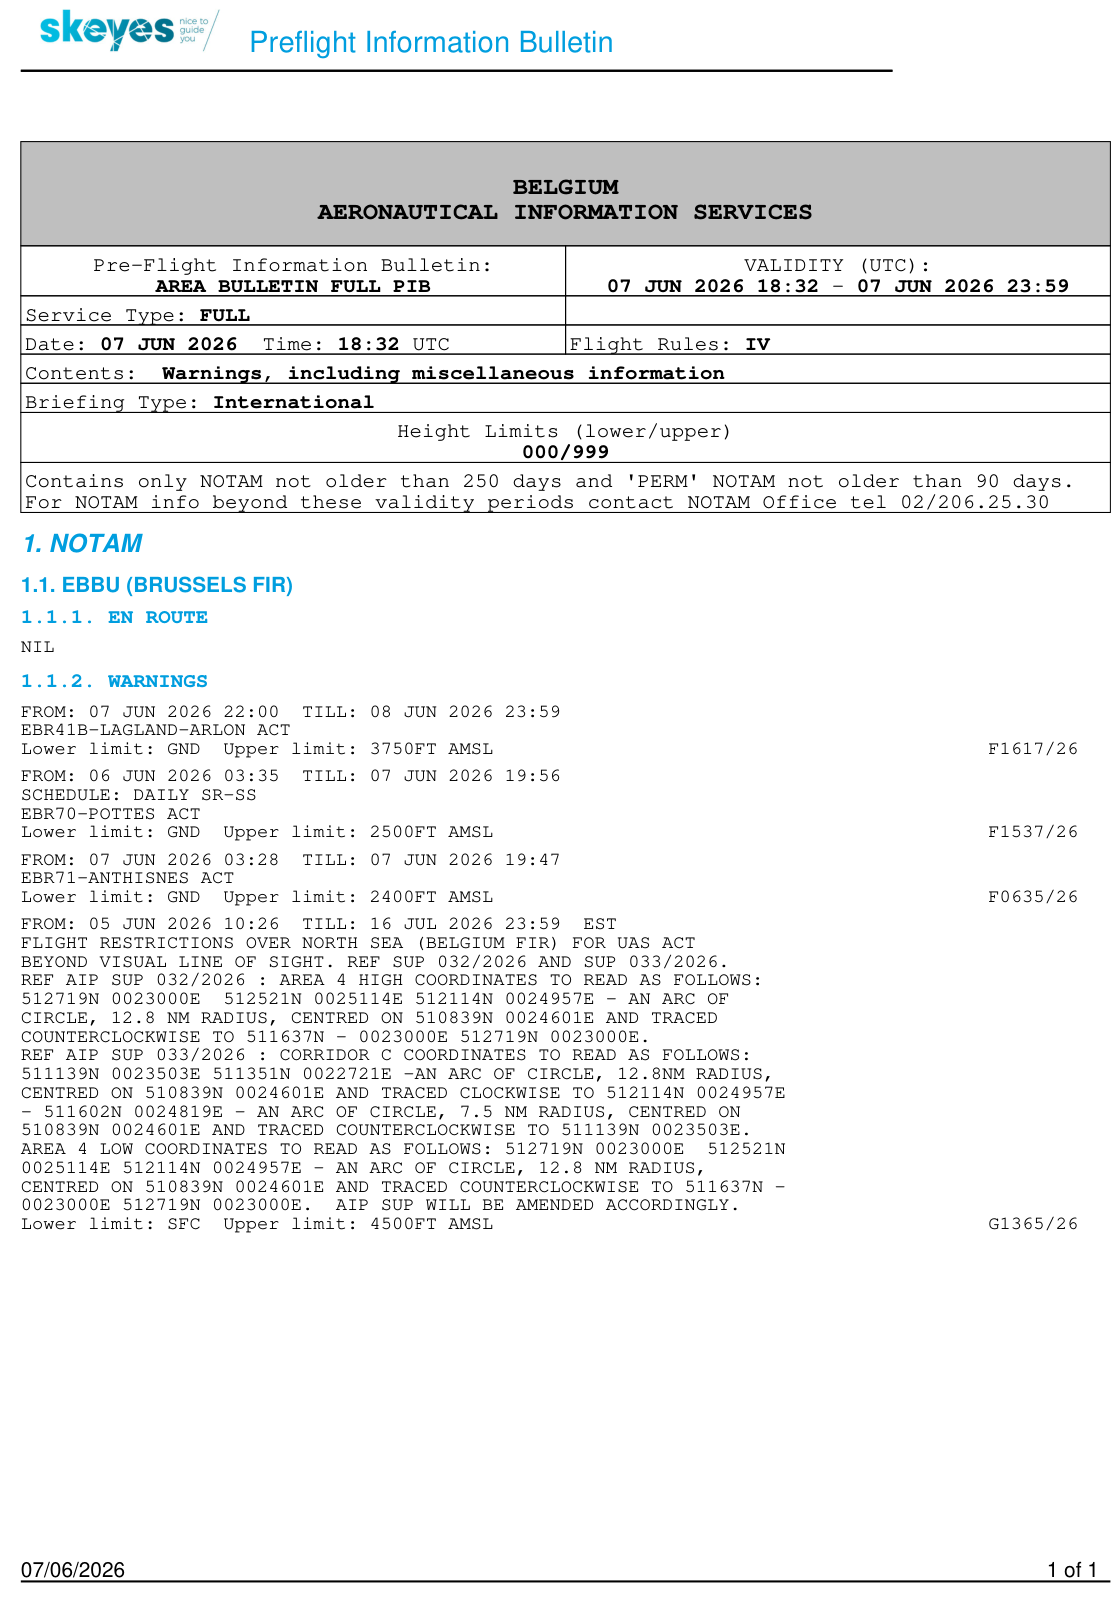 skeyes nice to guide you
Preflight Information Bulletin
BELGIUM
AERONAUTICAL INFORMATION SERVICES
Pre-Flight Information Bulletin:
AREA BULLETIN FULL PIB
VALIDITY (UTC):
07 JUN 2026 18:32 - 07 JUN 2026 23:59
Service Type: FULL
Date: 07 JUN 2026  Time: 18:32 UTC
Flight Rules: IV
Contents:  Warnings, including miscellaneous information
Briefing Type: International
Height Limits (lower/upper)
000/999
Contains only NOTAM not older than 250 days and 'PERM' NOTAM not older than 90 days.
For NOTAM info beyond these validity periods contact NOTAM Office tel 02/206.25.30
1. NOTAM
1.1. EBBU (BRUSSELS FIR)
1.1.1. EN ROUTE
NIL
1.1.2. WARNINGS
FROM: 07 JUN 2026 22:00  TILL: 08 JUN 2026 23:59
EBR41B-LAGLAND-ARLON ACT
Lower limit: GND  Upper limit: 3750FT AMSL F1617/26
FROM: 06 JUN 2026 03:35  TILL: 07 JUN 2026 19:56
SCHEDULE: DAILY SR-SS
EBR70-POTTES ACT
Lower limit: GND  Upper limit: 2500FT AMSL F1537/26
FROM: 07 JUN 2026 03:28  TILL: 07 JUN 2026 19:47
EBR71-ANTHISNES ACT
Lower limit: GND  Upper limit: 2400FT AMSL F0635/26
FROM: 05 JUN 2026 10:26  TILL: 16 JUL 2026 23:59  EST
FLIGHT RESTRICTIONS OVER NORTH SEA (BELGIUM FIR) FOR UAS ACT
BEYOND VISUAL LINE OF SIGHT. REF SUP 032/2026 AND SUP 033/2026.
REF AIP SUP 032/2026 : AREA 4 HIGH COORDINATES TO READ AS FOLLOWS:
512719N 0023000E  512521N 0025114E 512114N 0024957E - AN ARC OF
CIRCLE, 12.8 NM RADIUS, CENTRED ON 510839N 0024601E AND TRACED
COUNTERCLOCKWISE TO 511637N - 0023000E 512719N 0023000E.
REF AIP SUP 033/2026 : CORRIDOR C COORDINATES TO READ AS FOLLOWS:
511139N 0023503E 511351N 0022721E -AN ARC OF CIRCLE, 12.8NM RADIUS,
CENTRED ON 510839N 0024601E AND TRACED CLOCKWISE TO 512114N 0024957E
- 511602N 0024819E - AN ARC OF CIRCLE, 7.5 NM RADIUS, CENTRED ON
510839N 0024601E AND TRACED COUNTERCLOCKWISE TO 511139N 0023503E.
AREA 4 LOW COORDINATES TO READ AS FOLLOWS: 512719N 0023000E  512521N
0025114E 512114N 0024957E - AN ARC OF CIRCLE, 12.8 NM RADIUS,
CENTRED ON 510839N 0024601E AND TRACED COUNTERCLOCKWISE TO 511637N -
0023000E 512719N 0023000E.  AIP SUP WILL BE AMENDED ACCORDINGLY.
Lower limit: SFC  Upper limit: 4500FT AMSL G1365/26
07/06/2026 1 of 1